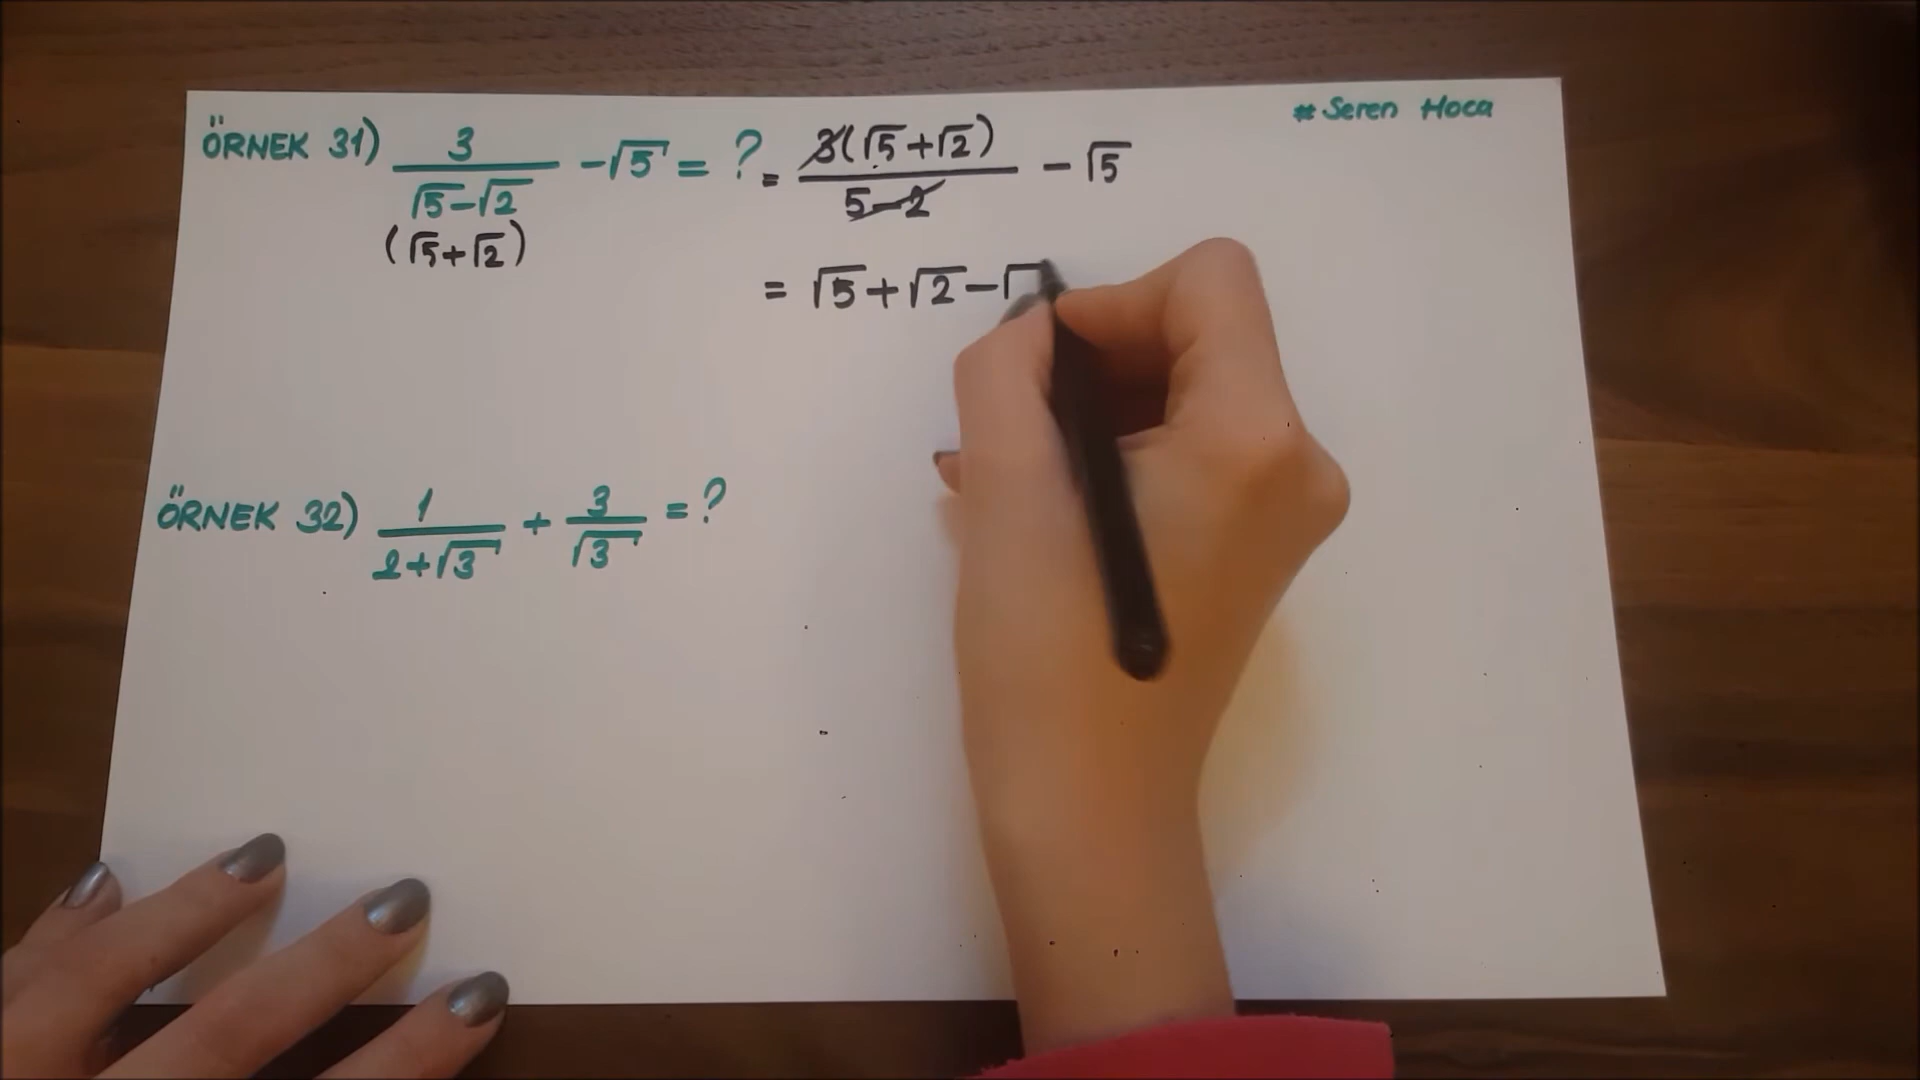 # Seren Hoca
ÖRNEK 31) 3/(√5-√2) -√5 = ? = 3(√5+√2)/(5-2) - √5
(√5+√2)
= √5+√2-√
ÖRNEK 32) 1/(2+√3) + 3/√3 = ?